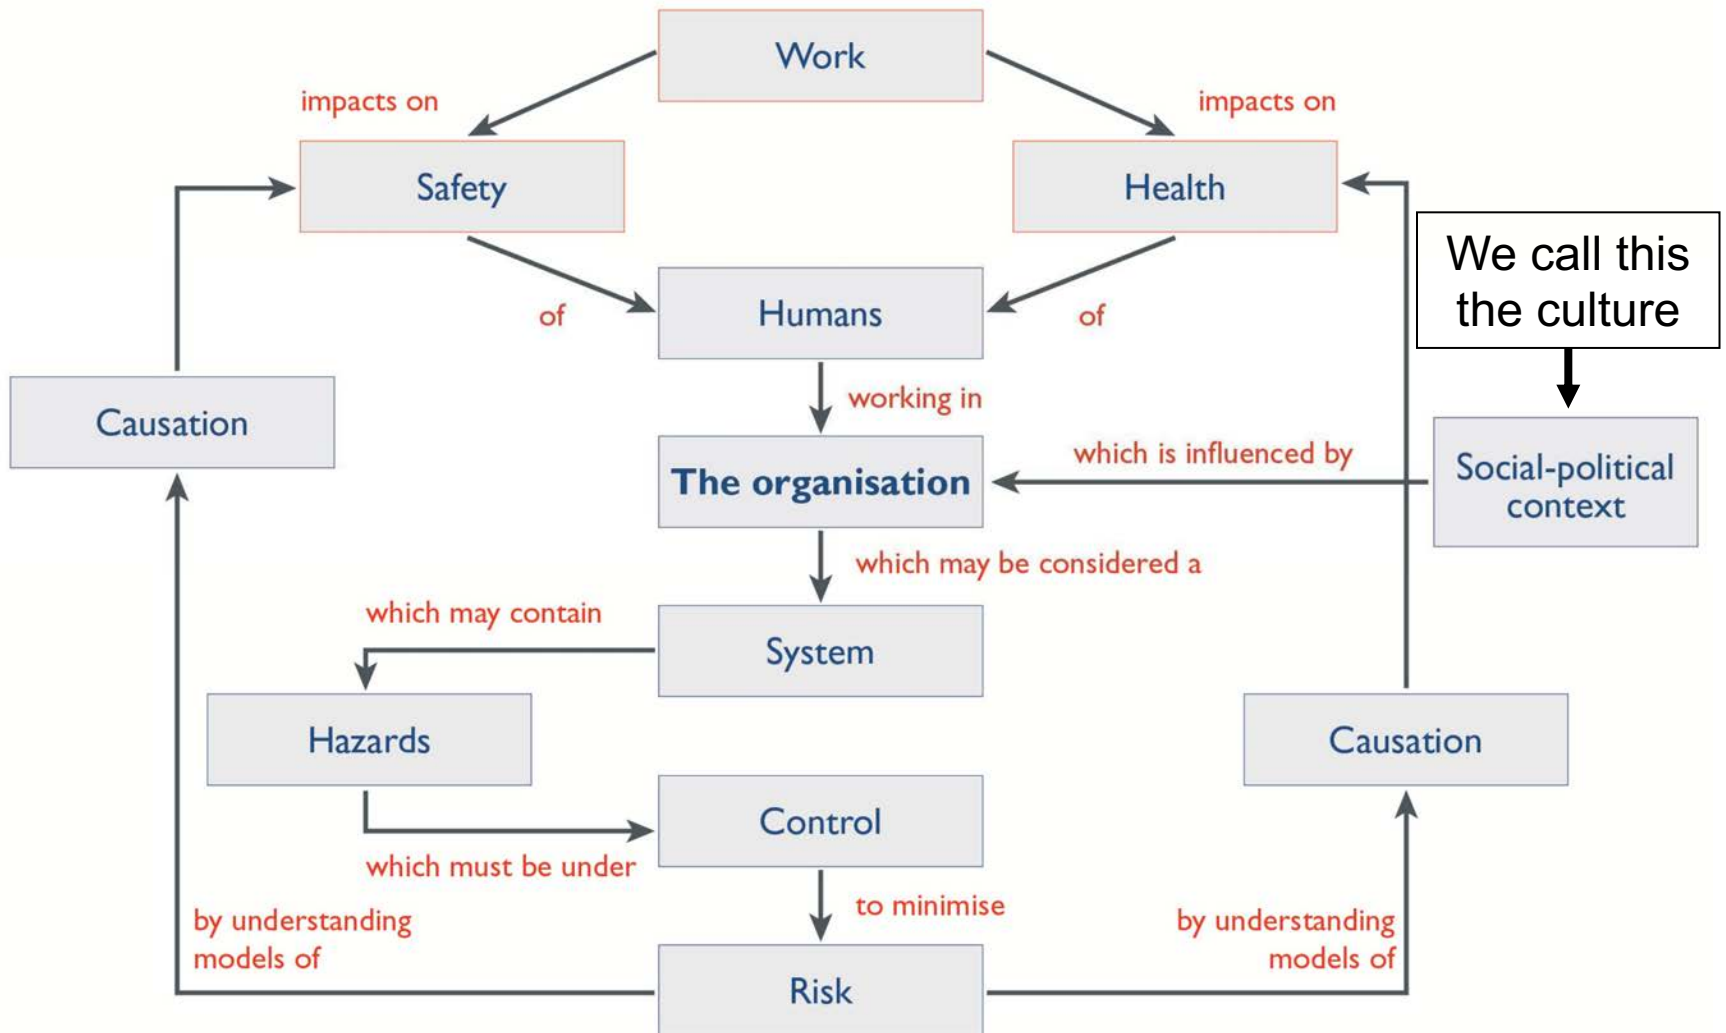 Work
impacts on
impacts on
Safety
Health
We call this
the culture
Humans
of
of
Causation
working in
The organisation
which is influenced by
Social-political
context
which may be considered a
which may contain
System
Hazards
Causation
Control
which must be under
to minimise
by understanding
models of
by understanding
models of
Risk